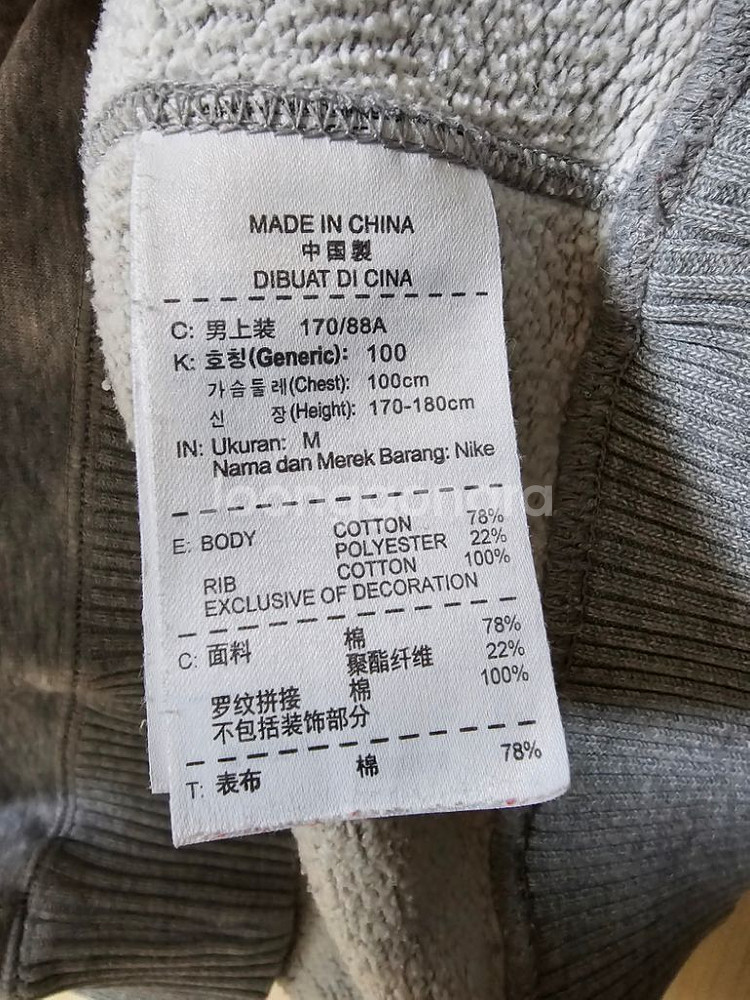 MADE IN CHINA
中国製
DIBUAT DI CINA
C: 男上装 170/88A
K: 호칭(Generic): 100
가슴둘레(Chest): 100cm
신 장(Height): 170-180cm
IN: Ukuran: M
Nama dan Merek Barang: Nike
E: BODY COTTON 78%
POLYESTER 22%
RIB COTTON 100%
EXCLUSIVE OF DECORATION
C: 面料 棉 78%
聚酯纤维 22%
罗纹拼接 棉 100%
不包括装饰部分
T: 表布 棉 78%